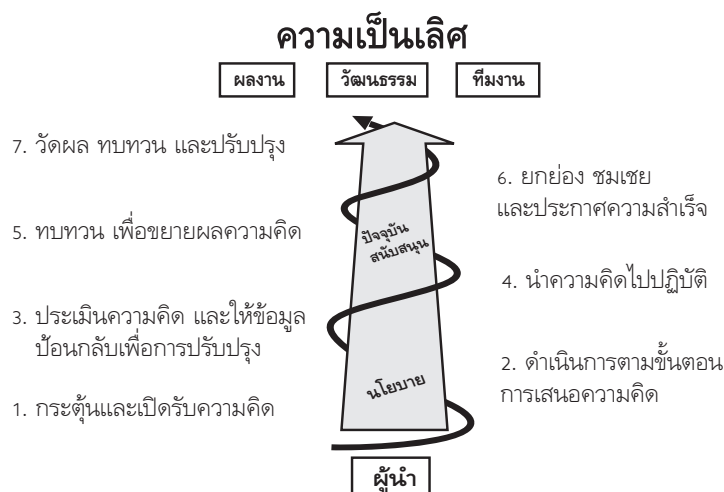 ความเป็นเลิศ
ผลงาน
วัฒนธรรม
ทีมงาน
7. วัดผล ทบทวน และปรับปรุง
6. ยกย่อง ชมเชย
และประกาศความสำเร็จ
5. ทบทวน เพื่อขยายผลความคิด
ปัจจุบัน
สนับสนุน
4. นำความคิดไปปฏิบัติ
3. ประเมินความคิด และให้ข้อมูล
ป้อนกลับเพื่อการปรับปรุง
2. ดำเนินการตามขั้นตอน
การเสนอความคิด
นโยบาย
1. กระตุ้นและเปิดรับความคิด
ผู้นำ